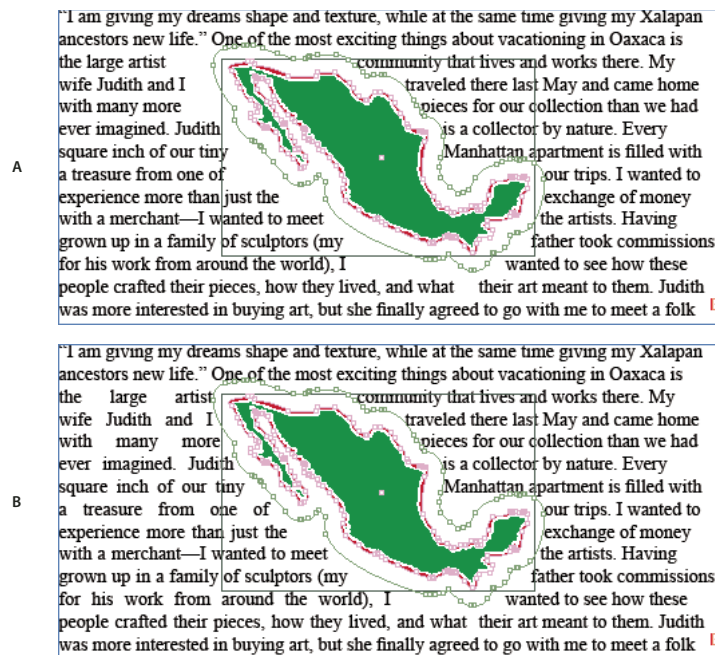 “I am giving my dreams shape and texture, while at the same time giving my Xalapan
ancestors new life.” One of the most exciting things about vacationing in Oaxaca is
the large artist community that lives and works there. My
wife Judith and I traveled there last May and came home
with many more pieces for our collection than we had
ever imagined. Judith is a collector by nature. Every
square inch of our tiny Manhattan apartment is filled with
A
a treasure from one of our trips. I wanted to
experience more than just the exchange of money
with a merchant—I wanted to meet the artists. Having
grown up in a family of sculptors (my father took commissions
for his work from around the world), I wanted to see how these
people crafted their pieces, how they lived, and what their art meant to them. Judith
was more interested in buying art, but she finally agreed to go with me to meet a folk
“I am giving my dreams shape and texture, while at the same time giving my Xalapan
ancestors new life.” One of the most exciting things about vacationing in Oaxaca is
the large artist community that lives and works there. My
wife Judith and I traveled there last May and came home
with many more pieces for our collection than we had
ever imagined. Judith is a collector by nature. Every
square inch of our tiny Manhattan apartment is filled with
B
a treasure from one of our trips. I wanted to
experience more than just the exchange of money
with a merchant—I wanted to meet the artists. Having
grown up in a family of sculptors (my father took commissions
for his work from around the world), I wanted to see how these
people crafted their pieces, how they lived, and what their art meant to them. Judith
was more interested in buying art, but she finally agreed to go with me to meet a folk